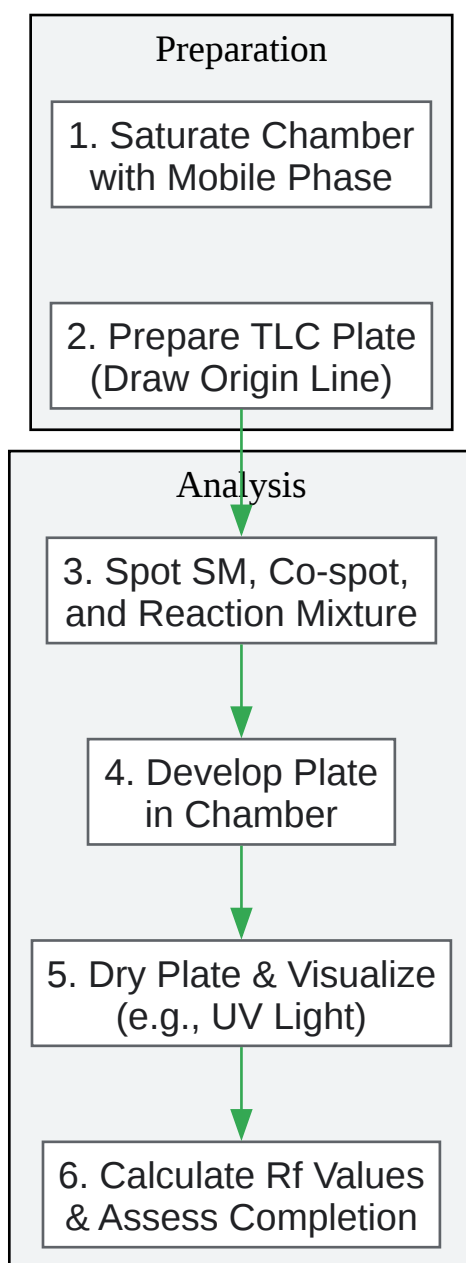 Preparation
1. Saturate Chamber
with Mobile Phase
2. Prepare TLC Plate
(Draw Origin Line)
Analysis
3. Spot SM, Co-spot,
and Reaction Mixture
4. Develop Plate
in Chamber
5. Dry Plate & Visualize
(e.g., UV Light)
6. Calculate Rf Values
& Assess Completion